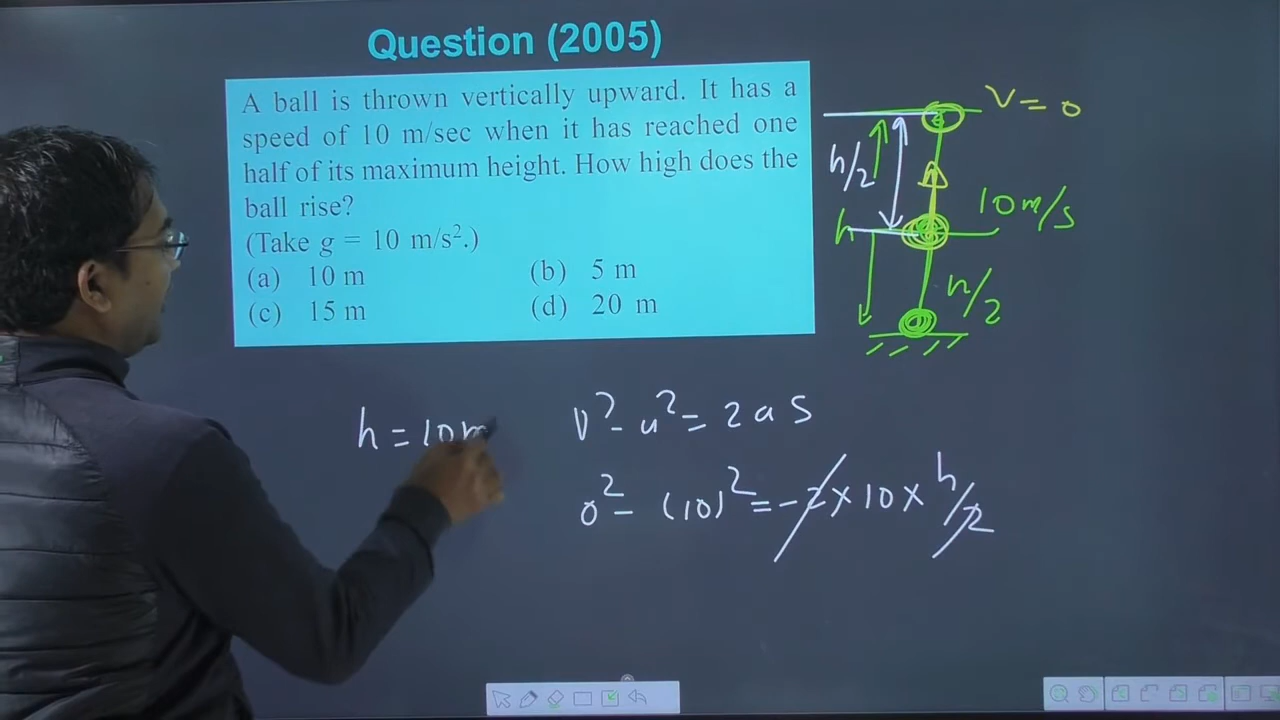 Question (2005)
A ball is thrown vertically upward. It has a
speed of 10 m/sec when it has reached one
half of its maximum height. How high does the
ball rise?
(Take g = 10 m/s².)
(a) 10 m (b) 5 m
(c) 15 m (d) 20 m
V = 0
h/2
10 m/s
h
h/2
h = 10 m
v² - u² = 2 a s
0² - (10)² = - 2 × 10 × h/2